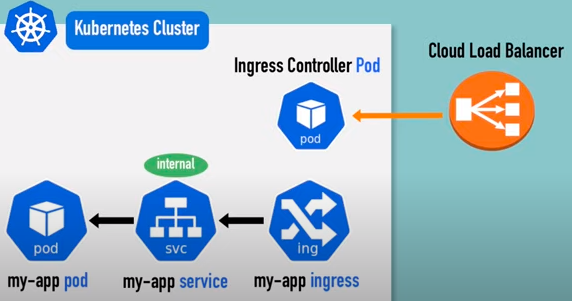 Kubernetes Cluster
Cloud Load Balancer
Ingress Controller Pod
pod
internal
pod
svc
ing
my-app pod
my-app service
my-app ingress